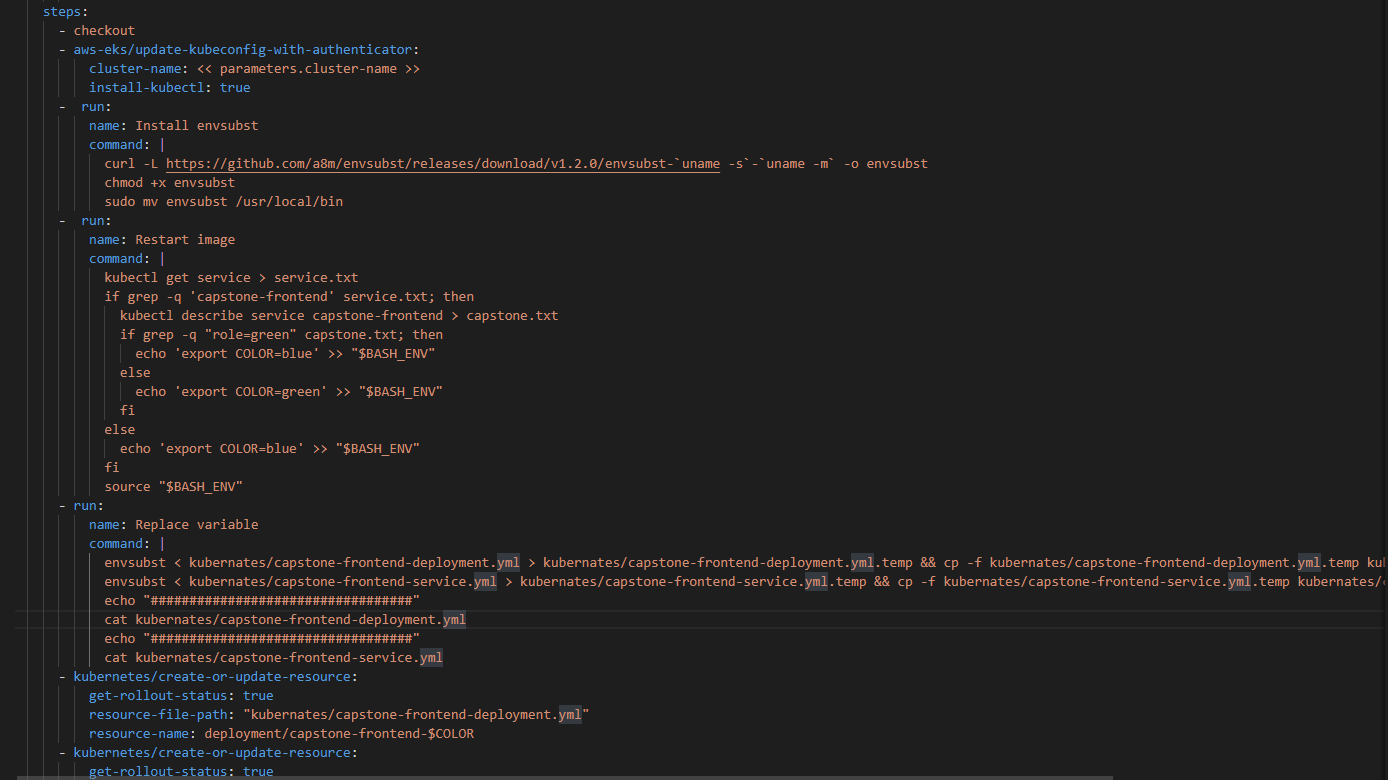 steps:
- checkout
- aws-eks/update-kubeconfig-with-authenticator:
cluster-name: << parameters.cluster-name >>
install-kubectl: true
- run:
name: Install envsubst
command: |
curl -L https://github.com/a8m/envsubst/releases/download/v1.2.0/envsubst-`uname -s`-`uname -m` -o envsubst
chmod +x envsubst
sudo mv envsubst /usr/local/bin
- run:
name: Restart image
command: |
kubectl get service > service.txt
if grep -q 'capstone-frontend' service.txt; then
kubectl describe service capstone-frontend > capstone.txt
if grep -q "role=green" capstone.txt; then
echo 'export COLOR=blue' >> "$BASH_ENV"
else
echo 'export COLOR=green' >> "$BASH_ENV"
fi
else
echo 'export COLOR=blue' >> "$BASH_ENV"
fi
source "$BASH_ENV"
- run:
name: Replace variable
command: |
envsubst < kubernates/capstone-frontend-deployment.yml > kubernates/capstone-frontend-deployment.yml.temp && cp -f kubernates/capstone-frontend-deployment.yml.temp
envsubst < kubernates/capstone-frontend-service.yml > kubernates/capstone-frontend-service.yml.temp && cp -f kubernates/capstone-frontend-service.yml.temp kubernates/
echo "##################################"
cat kubernates/capstone-frontend-deployment.yml
echo "##################################"
cat kubernates/capstone-frontend-service.yml
- kubernetes/create-or-update-resource:
get-rollout-status: true
resource-file-path: "kubernates/capstone-frontend-deployment.yml"
resource-name: deployment/capstone-frontend-$COLOR
- kubernetes/create-or-update-resource:
get-rollout-status: true